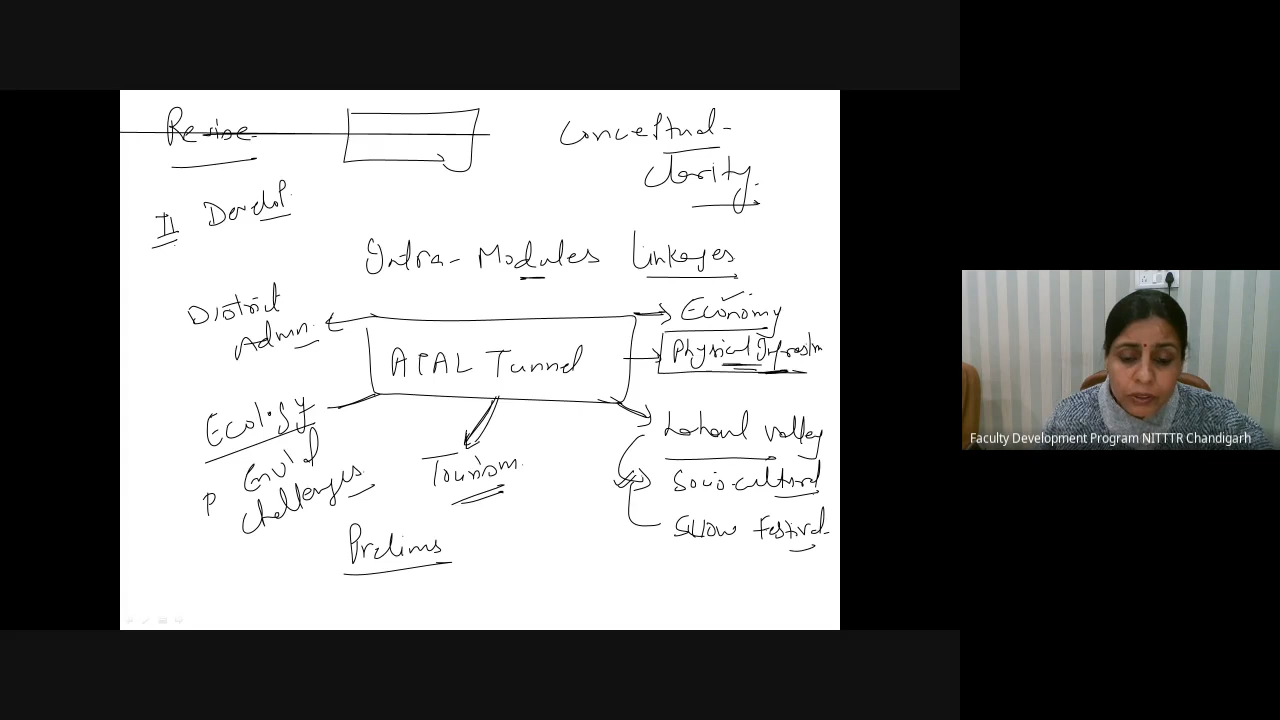 Revise
Conceptual-
clarity.
II Develop.
Intra-Modules Linkages
District
Admn.
Economy
ATAL Tunnel
Physical Infrastr
Ecology
Lahaul valley
Env'd
challenges
Tourism.
Socio-cultural
P
Snow Festival
Prelims
Faculty Development Program NITTTR Chandigarh